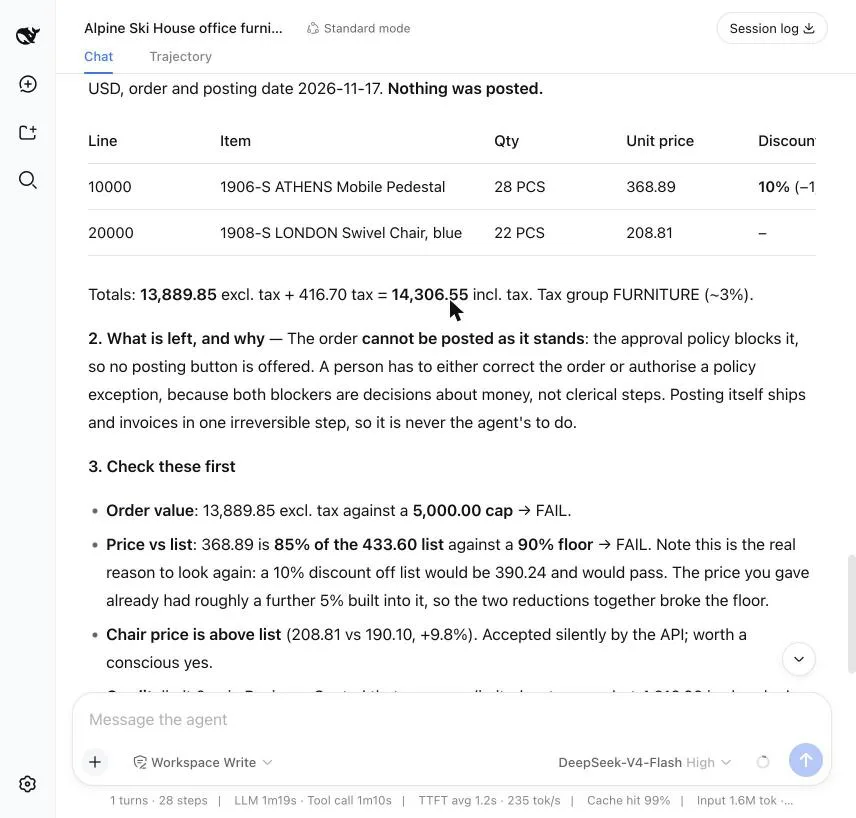 Alpine Ski House office furni...
Standard mode
Session log
Chat
Trajectory
USD, order and posting date 2026-11-17. Nothing was posted.
Line Item Qty Unit price Discoun
10000 1906-S ATHENS Mobile Pedestal 28 PCS 368.89 10% (−1
20000 1908-S LONDON Swivel Chair, blue 22 PCS 208.81 –
Totals: 13,889.85 excl. tax + 416.70 tax = 14,306.55 incl. tax. Tax group FURNITURE (~3%).
2. What is left, and why — The order cannot be posted as it stands: the approval policy blocks it,
so no posting button is offered. A person has to either correct the order or authorise a policy
exception, because both blockers are decisions about money, not clerical steps. Posting itself ships
and invoices in one irreversible step, so it is never the agent's to do.
3. Check these first
• Order value: 13,889.85 excl. tax against a 5,000.00 cap → FAIL.
• Price vs list: 368.89 is 85% of the 433.60 list against a 90% floor → FAIL. Note this is the real
reason to look again: a 10% discount off list would be 390.24 and would pass. The price you gave
already had roughly a further 5% built into it, so the two reductions together broke the floor.
• Chair price is above list (208.81 vs 190.10, +9.8%). Accepted silently by the API; worth a
conscious yes.
Message the agent
Workspace Write
DeepSeek-V4-Flash High
1 turns · 28 steps | LLM 1m19s · Tool call 1m10s | TTFT avg 1.2s · 235 tok/s | Cache hit 99% | Input 1.6M tok ·...